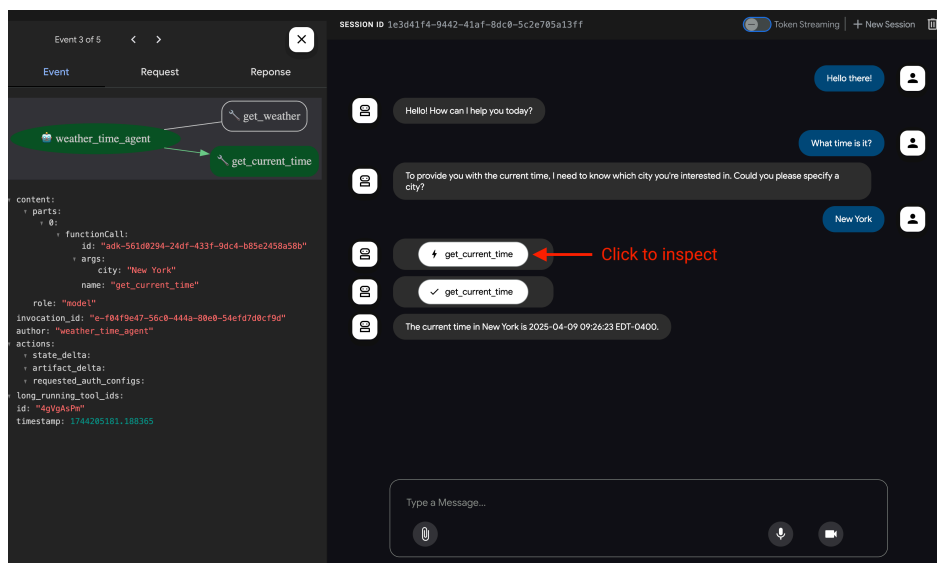 Event 3 of 5
Event Request Reponse
get_weather
weather_time_agent
get_current_time
content:
parts:
0:
functionCall:
id: "adk-561d0294-24df-433f-9dc4-b85e2458a58b"
args:
city: "New York"
name: "get_current_time"
role: "model"
invocation_id: "e-f04f9e47-56c0-444a-80e0-54efd7d0cf9d"
author: "weather_time_agent"
actions:
state_delta:
artifact_delta:
requested_auth_configs:
long_running_tool_ids:
id: "4gVgAsPm"
timestamp: 1744205181.188365
SESSION ID 1e3d41f4-9442-41af-8dc0-5c2e705a13ff
Token Streaming
New Session
Hello there!
Hello! How can I help you today?
What time is it?
To provide you with the current time, I need to know which city you're interested in. Could you please specify a
city?
New York
get_current_time
Click to inspect
get_current_time
The current time in New York is 2025-04-09 09:26:23 EDT-0400.
Type a Message...